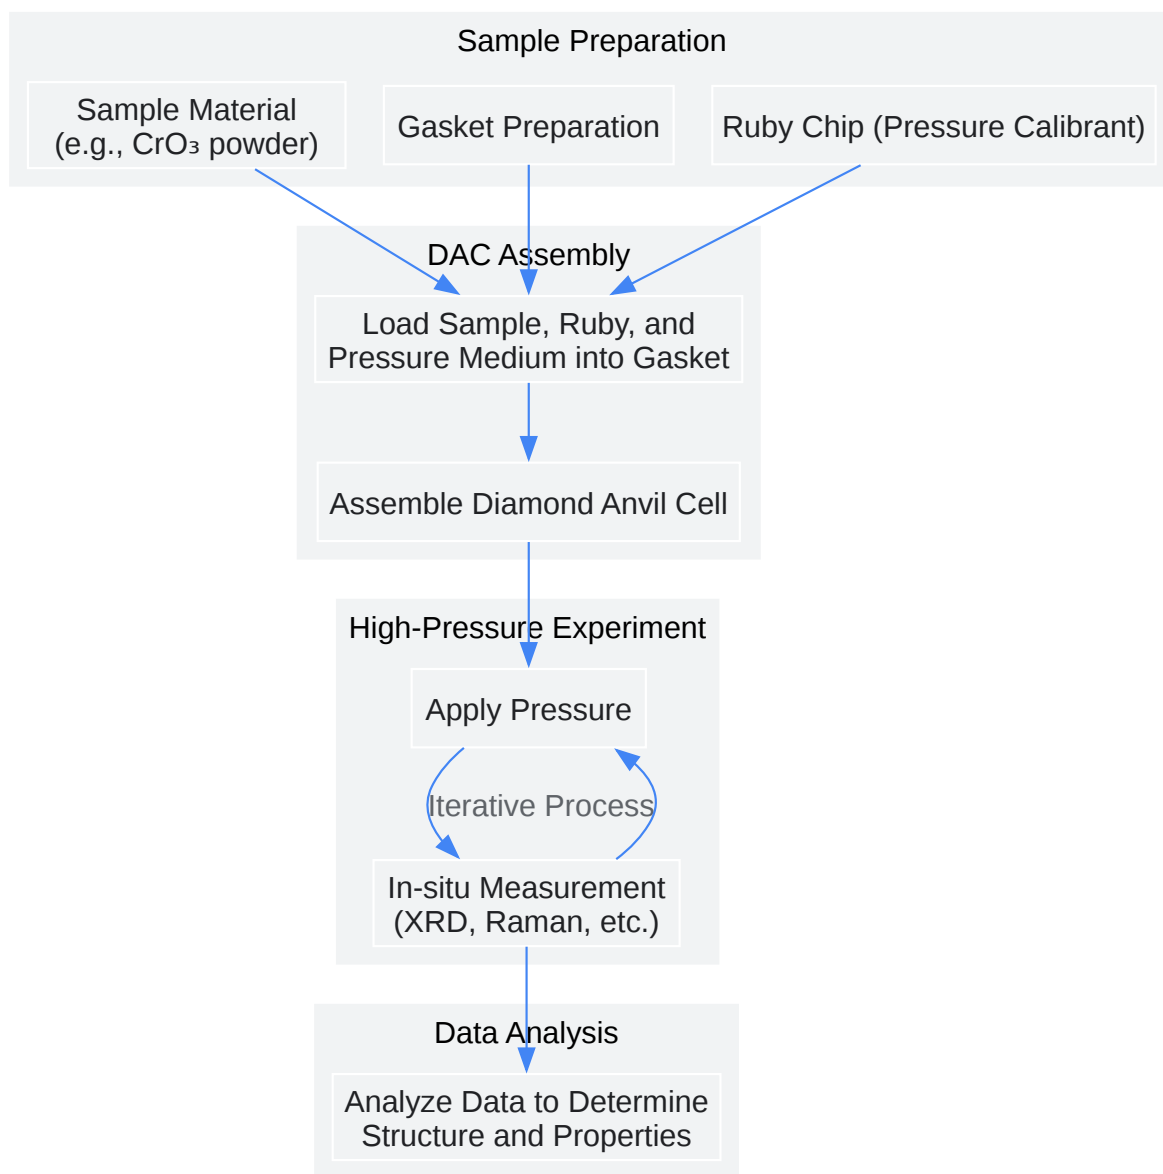 Sample Preparation
Sample Material
(e.g., CrO₃ powder)
Gasket Preparation
Ruby Chip (Pressure Calibrant)
DAC Assembly
Load Sample, Ruby, and
Pressure Medium into Gasket
Assemble Diamond Anvil Cell
High-Pressure Experiment
Apply Pressure
Iterative Process
In-situ Measurement
(XRD, Raman, etc.)
Data Analysis
Analyze Data to Determine
Structure and Properties